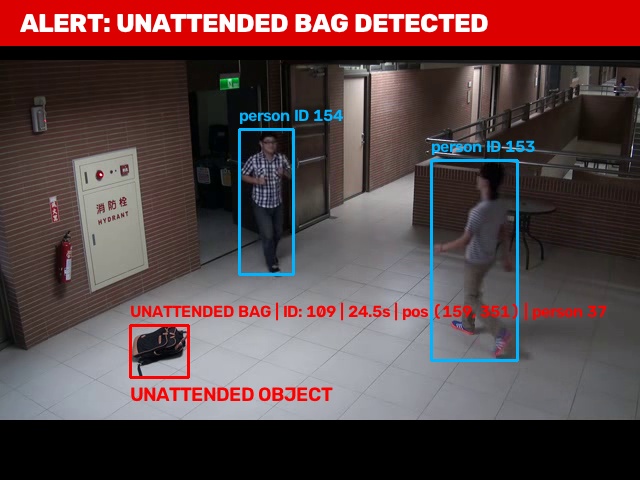 ALERT: UNATTENDED BAG DETECTED
person ID 154
person ID 153
消防栓
HYDRANT
UNATTENDED BAG | ID: 109 | 24.5s | pos (159, 351) | person 37
UNATTENDED OBJECT